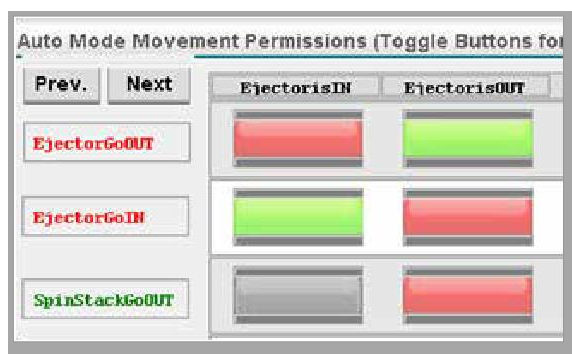 Auto Mode Movement Permissions (Toggle Buttons for
Prev. Next EjectorisIN EjectorisOUT
EjectorGoOUT
EjectorGoIN
SpinStackGoOUT